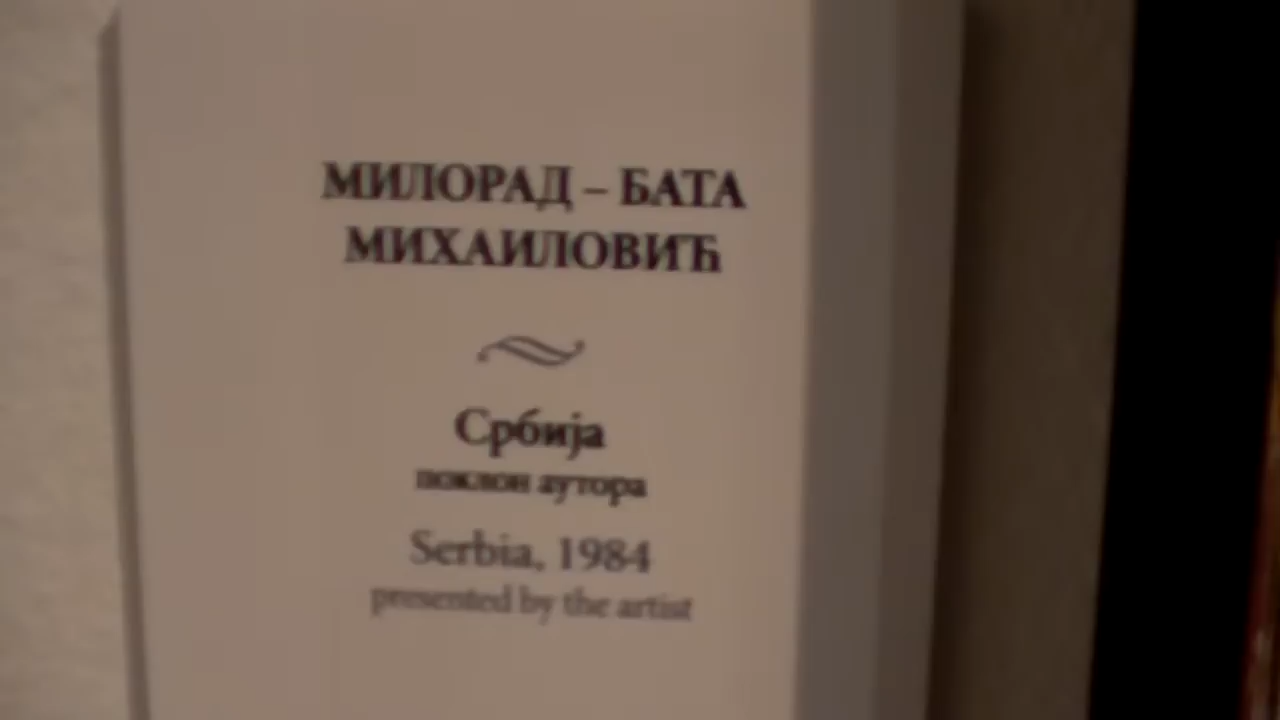 МИЛОРАД – БАТА
МИХАИЛОВИЋ
Србија
поклон аутора
Serbia, 1984
presented by the artist